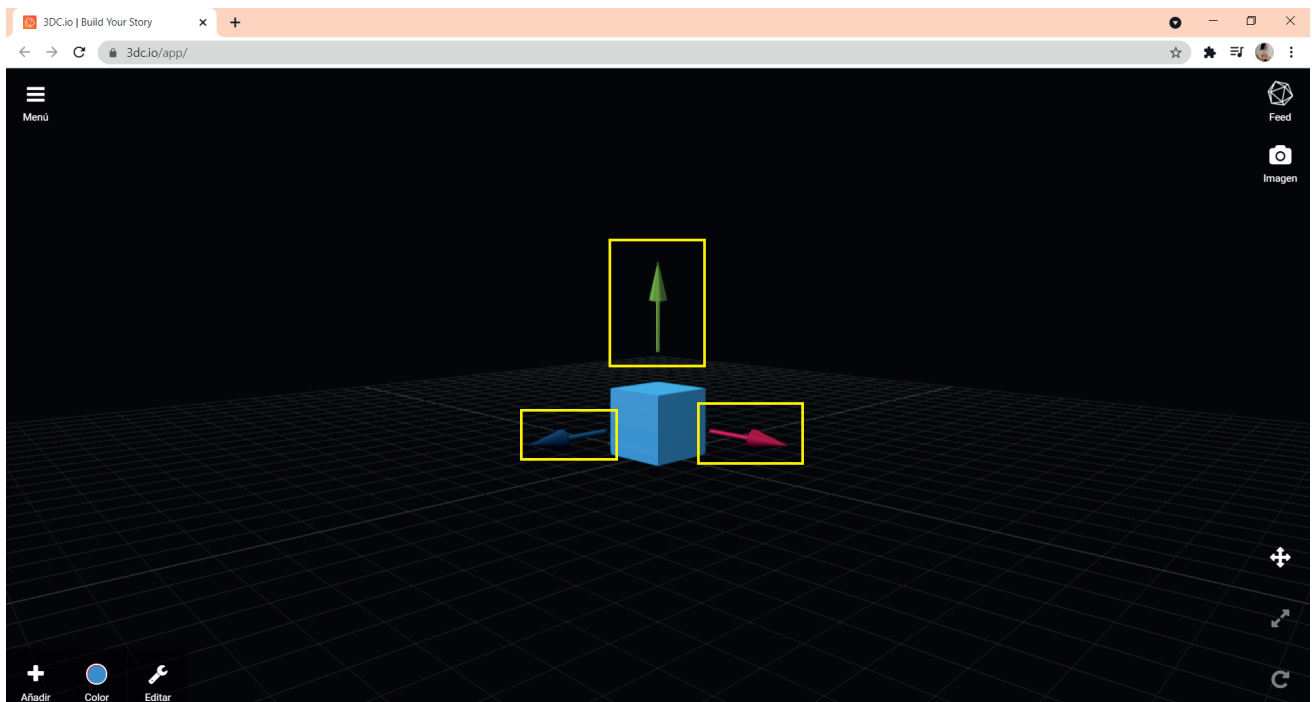 3DC.io | Build Your Story
3dc.io/app/
Menú
Feed
Imagen
Añadir
Color
Editar